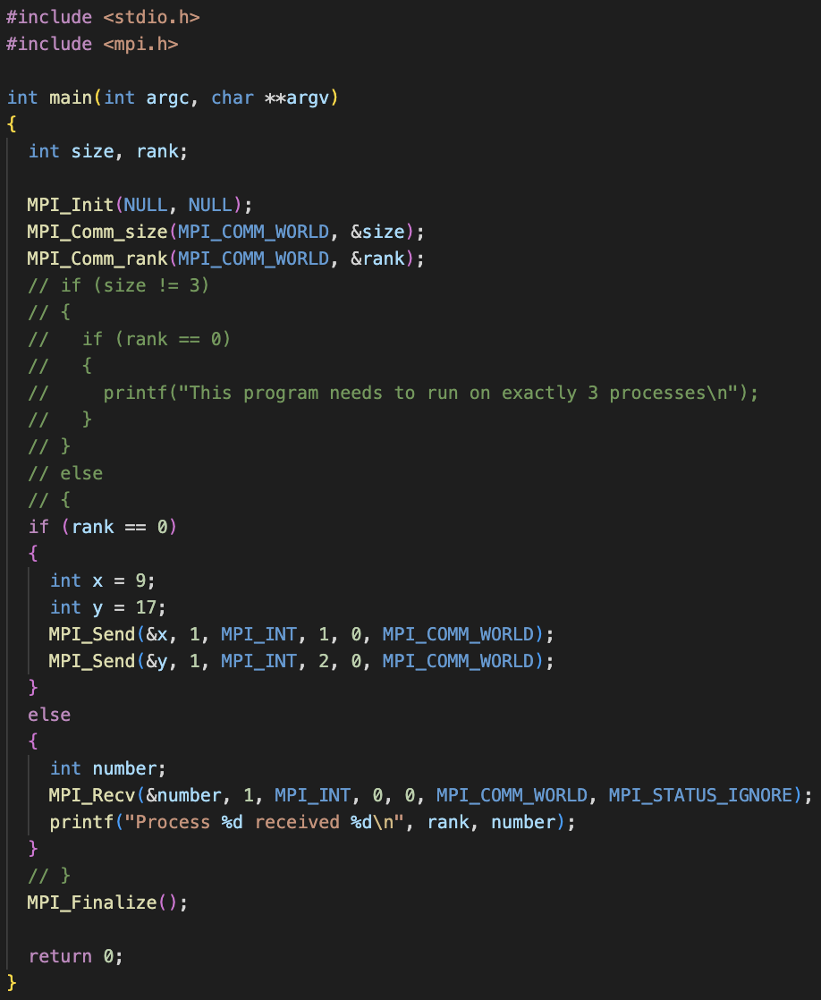 #include <stdio.h>
#include <mpi.h>

int main(int argc, char **argv)
{
  int size, rank;

  MPI_Init(NULL, NULL);
  MPI_Comm_size(MPI_COMM_WORLD, &size);
  MPI_Comm_rank(MPI_COMM_WORLD, &rank);
  // if (size != 3)
  // {
  //   if (rank == 0)
  //   {
  //     printf("This program needs to run on exactly 3 processes\n");
  //   }
  // }
  // else
  // {
  if (rank == 0)
  {
    int x = 9;
    int y = 17;
    MPI_Send(&x, 1, MPI_INT, 1, 0, MPI_COMM_WORLD);
    MPI_Send(&y, 1, MPI_INT, 2, 0, MPI_COMM_WORLD);
  }
  else
  {
    int number;
    MPI_Recv(&number, 1, MPI_INT, 0, 0, MPI_COMM_WORLD, MPI_STATUS_IGNORE);
    printf("Process %d received %d\n", rank, number);
  }
  // }
  MPI_Finalize();

  return 0;
}